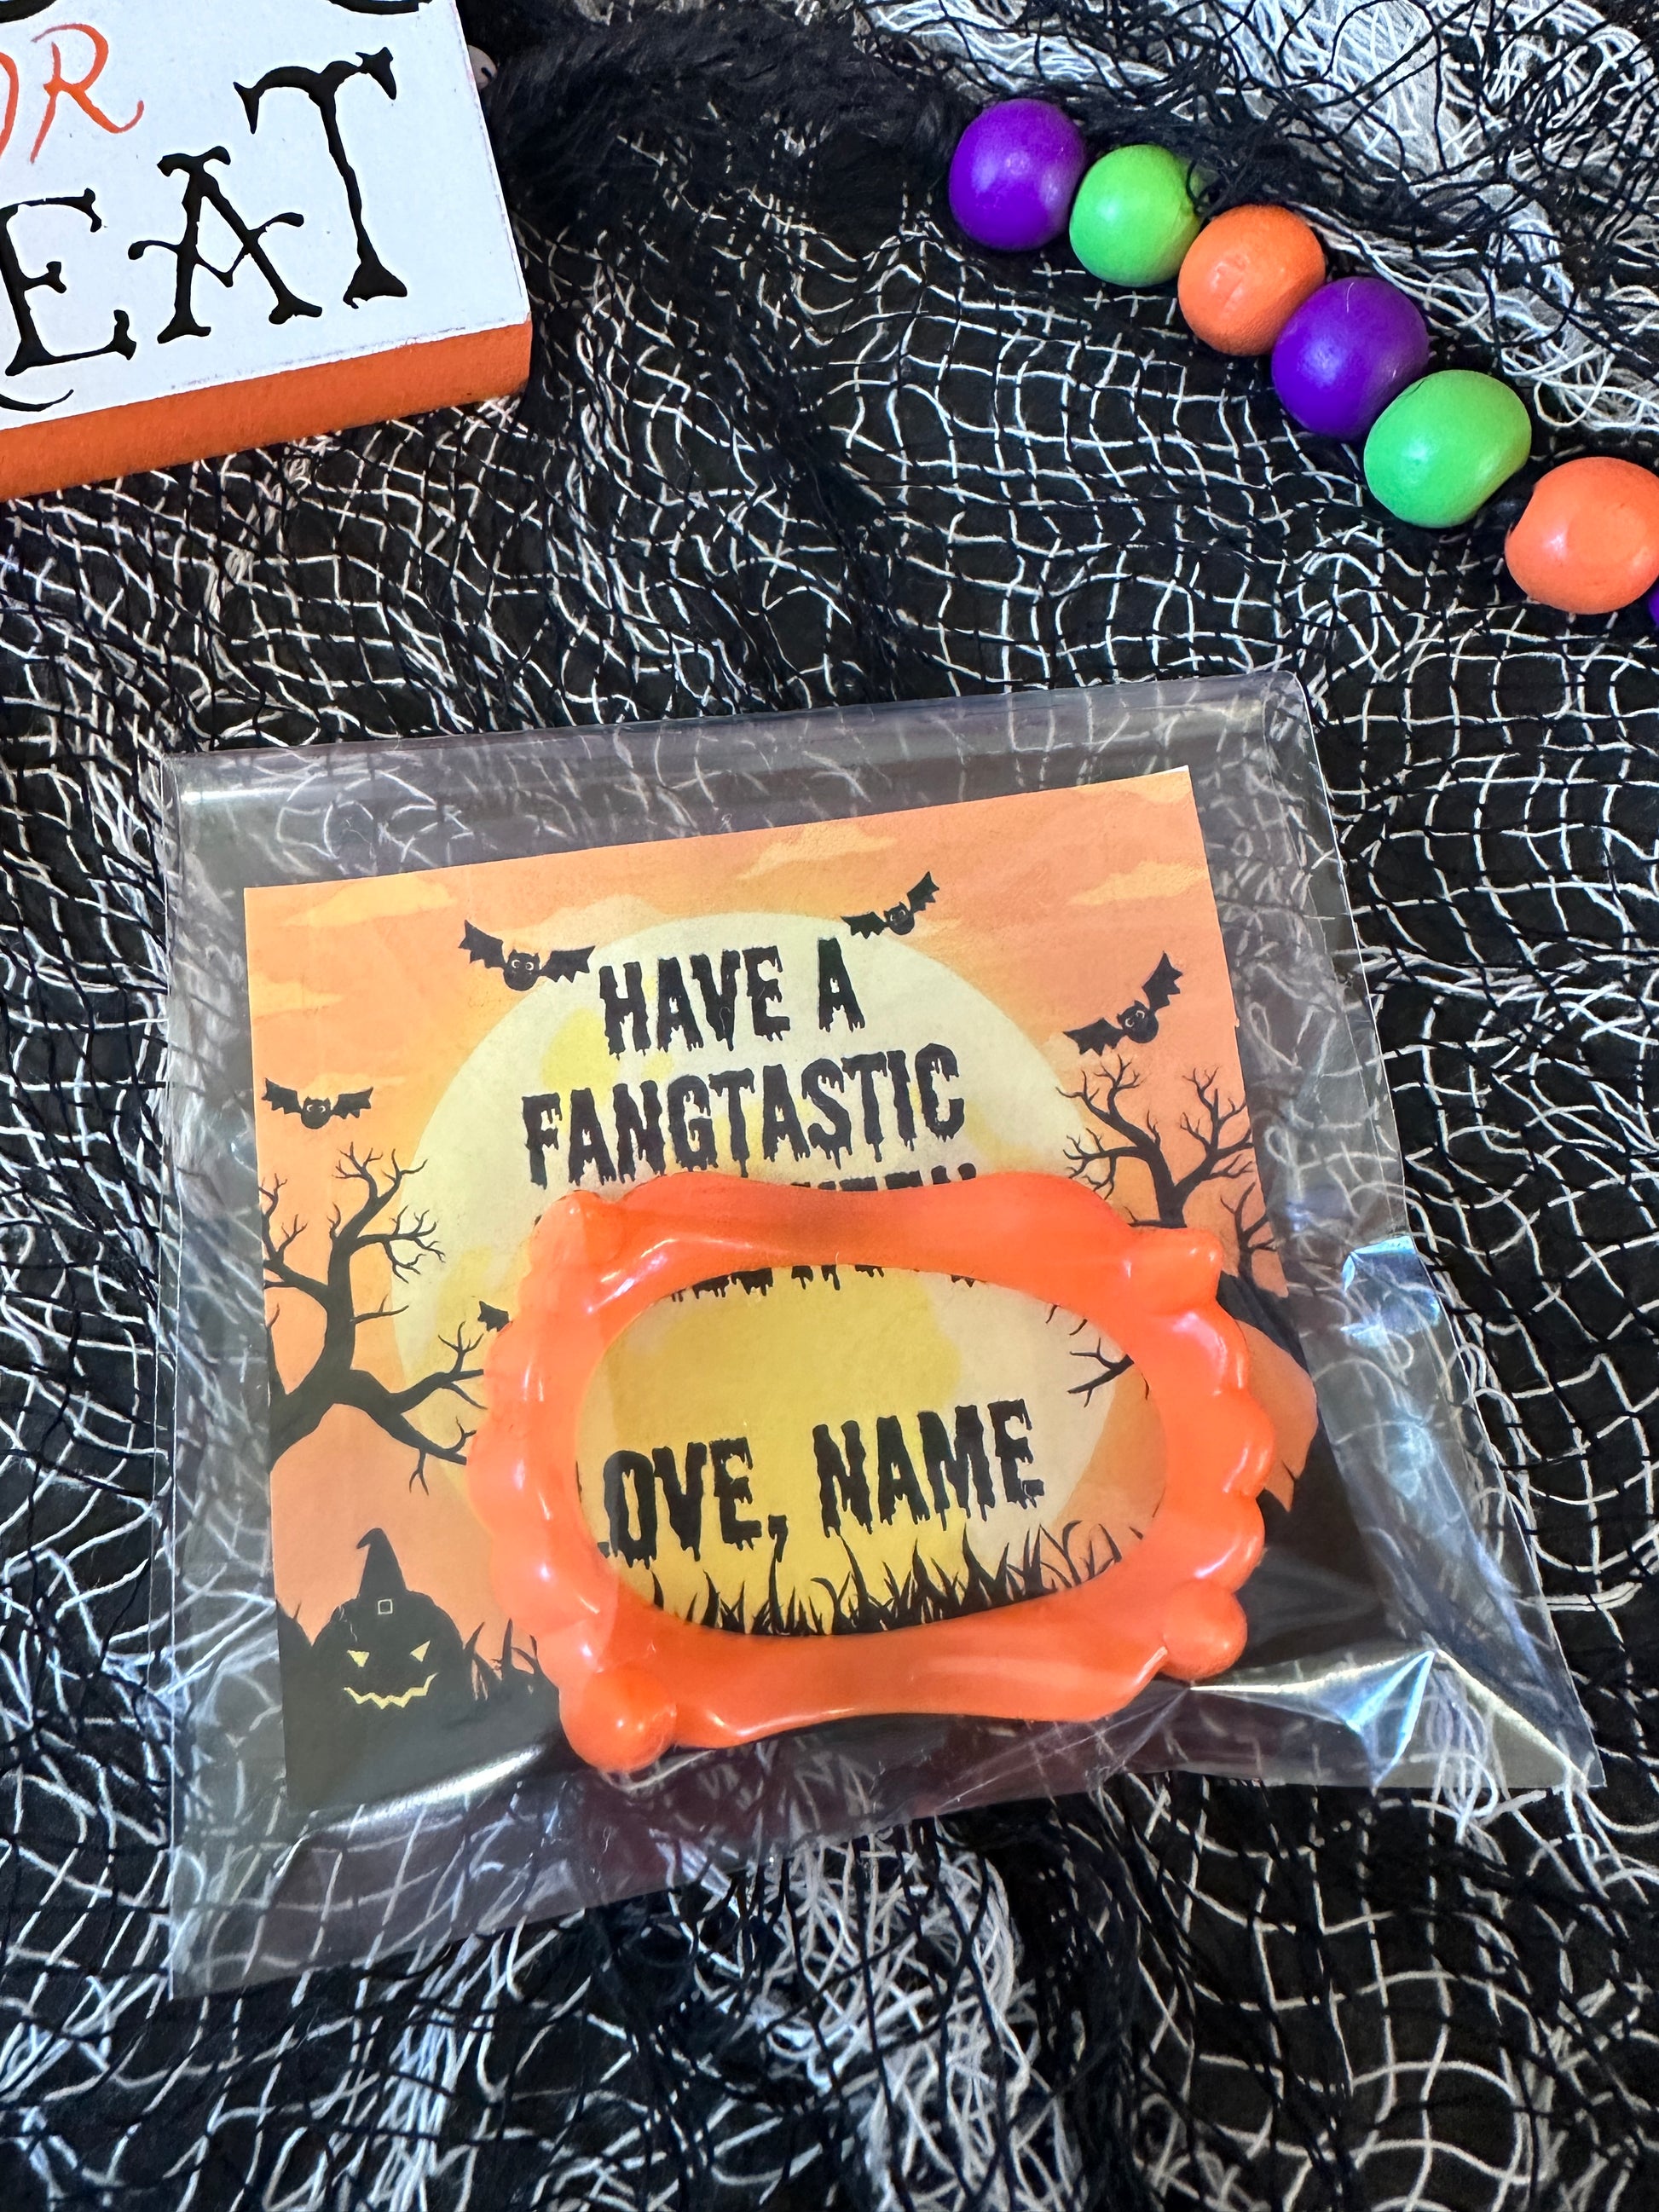 OR
EAT
HAVE A
FANGTASTIC
LOVE, NAME